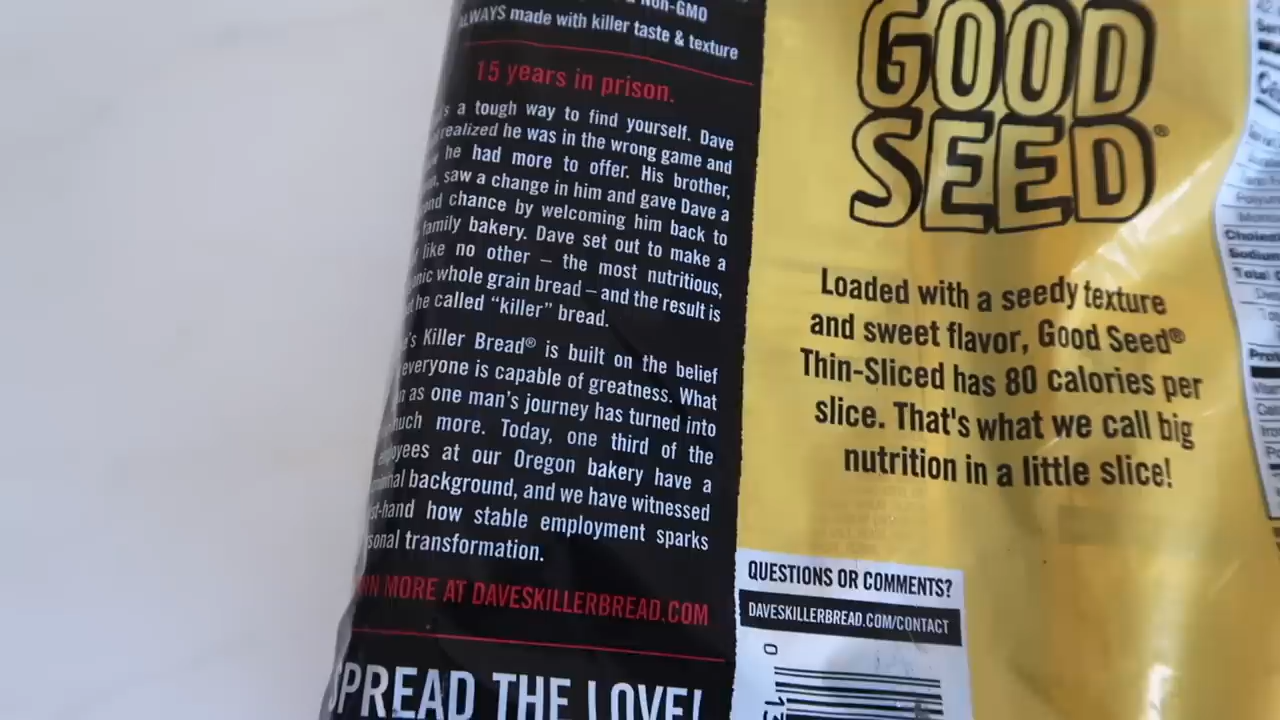 Non-GMO
ALWAYS made with killer taste & texture
15 years in prison.
a tough way to find yourself. Dave
realized he was in the wrong game and
he had more to offer. His brother,
saw a change in him and gave Dave a
chance by welcoming him back to
family bakery. Dave set out to make a
like no other – the most nutritious,
whole grain bread – and the result is
he called “killer” bread.
Killer Bread® is built on the belief
everyone is capable of greatness. What
as one man's journey has turned into
much more. Today, one third of the
employees at our Oregon bakery have a
criminal background, and we have witnessed
how stable employment sparks
transformation.
MORE AT DAVESKILLERBREAD.COM
SPREAD THE LOVE!
GOOD
SEED®
Loaded with a seedy texture
and sweet flavor, Good Seed®
Thin-Sliced has 80 calories per
slice. That's what we call big
nutrition in a little slice!
QUESTIONS OR COMMENTS?
DAVESKILLERBREAD.COM/CONTACT
0